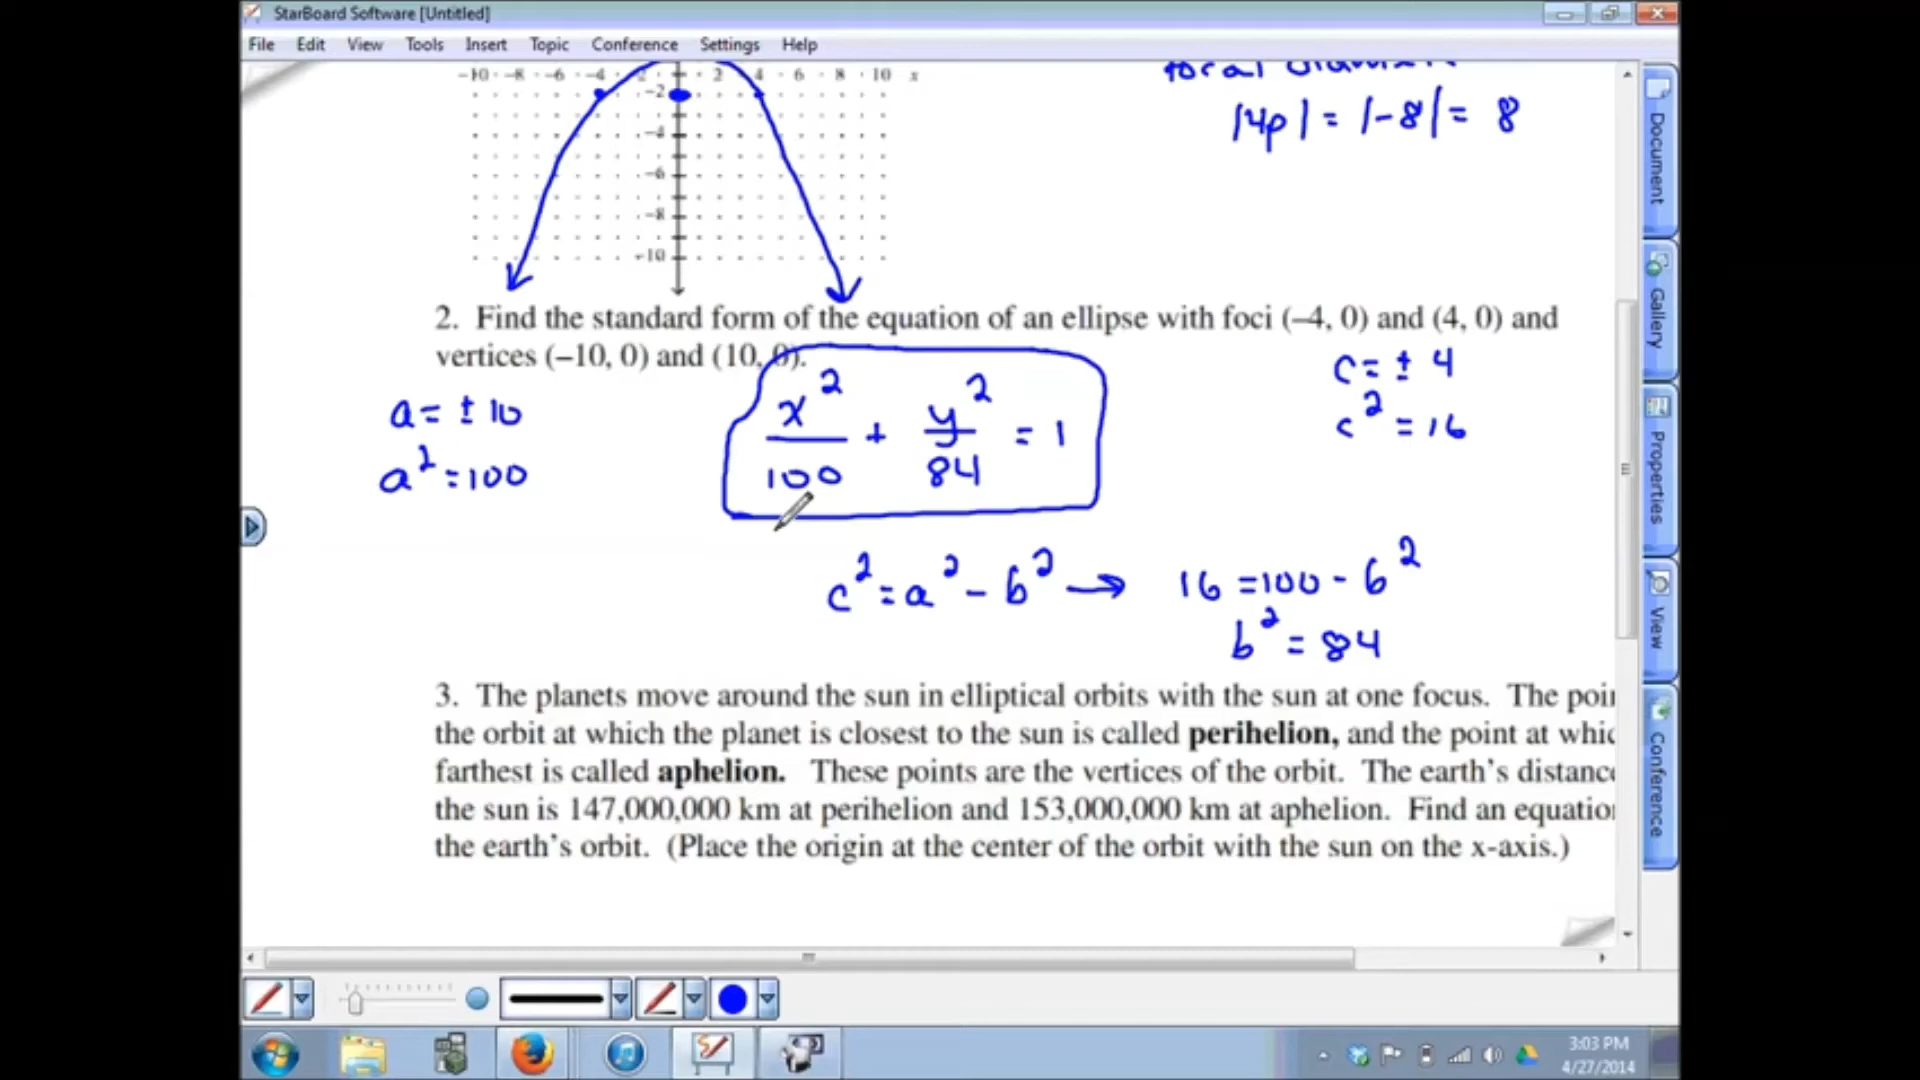 StarBoard Software [Untitled]
File Edit View Tools Insert Topic Conference Settings Help
-10 -8 -6 -4 -2 2 4 6 8 10 x
-2
-4
-6
-8
-10
focal
|4p| = |-8| = 8
2. Find the standard form of the equation of an ellipse with foci (–4, 0) and (4, 0) and
vertices (–10, 0) and (10, 0).
a = ± 10
a² = 100
x²/100 + y²/84 = 1
c = ± 4
c² = 16
c² = a² - b² → 16 = 100 - b²
b² = 84
3. The planets move around the sun in elliptical orbits with the sun at one focus. The poi
the orbit at which the planet is closest to the sun is called perihelion, and the point at whic
farthest is called aphelion. These points are the vertices of the orbit. The earth's distance
the sun is 147,000,000 km at perihelion and 153,000,000 km at aphelion. Find an equatio
the earth's orbit. (Place the origin at the center of the orbit with the sun on the x-axis.)
Document
Gallery
Properties
View
Conference
3:03 PM
4/27/2014